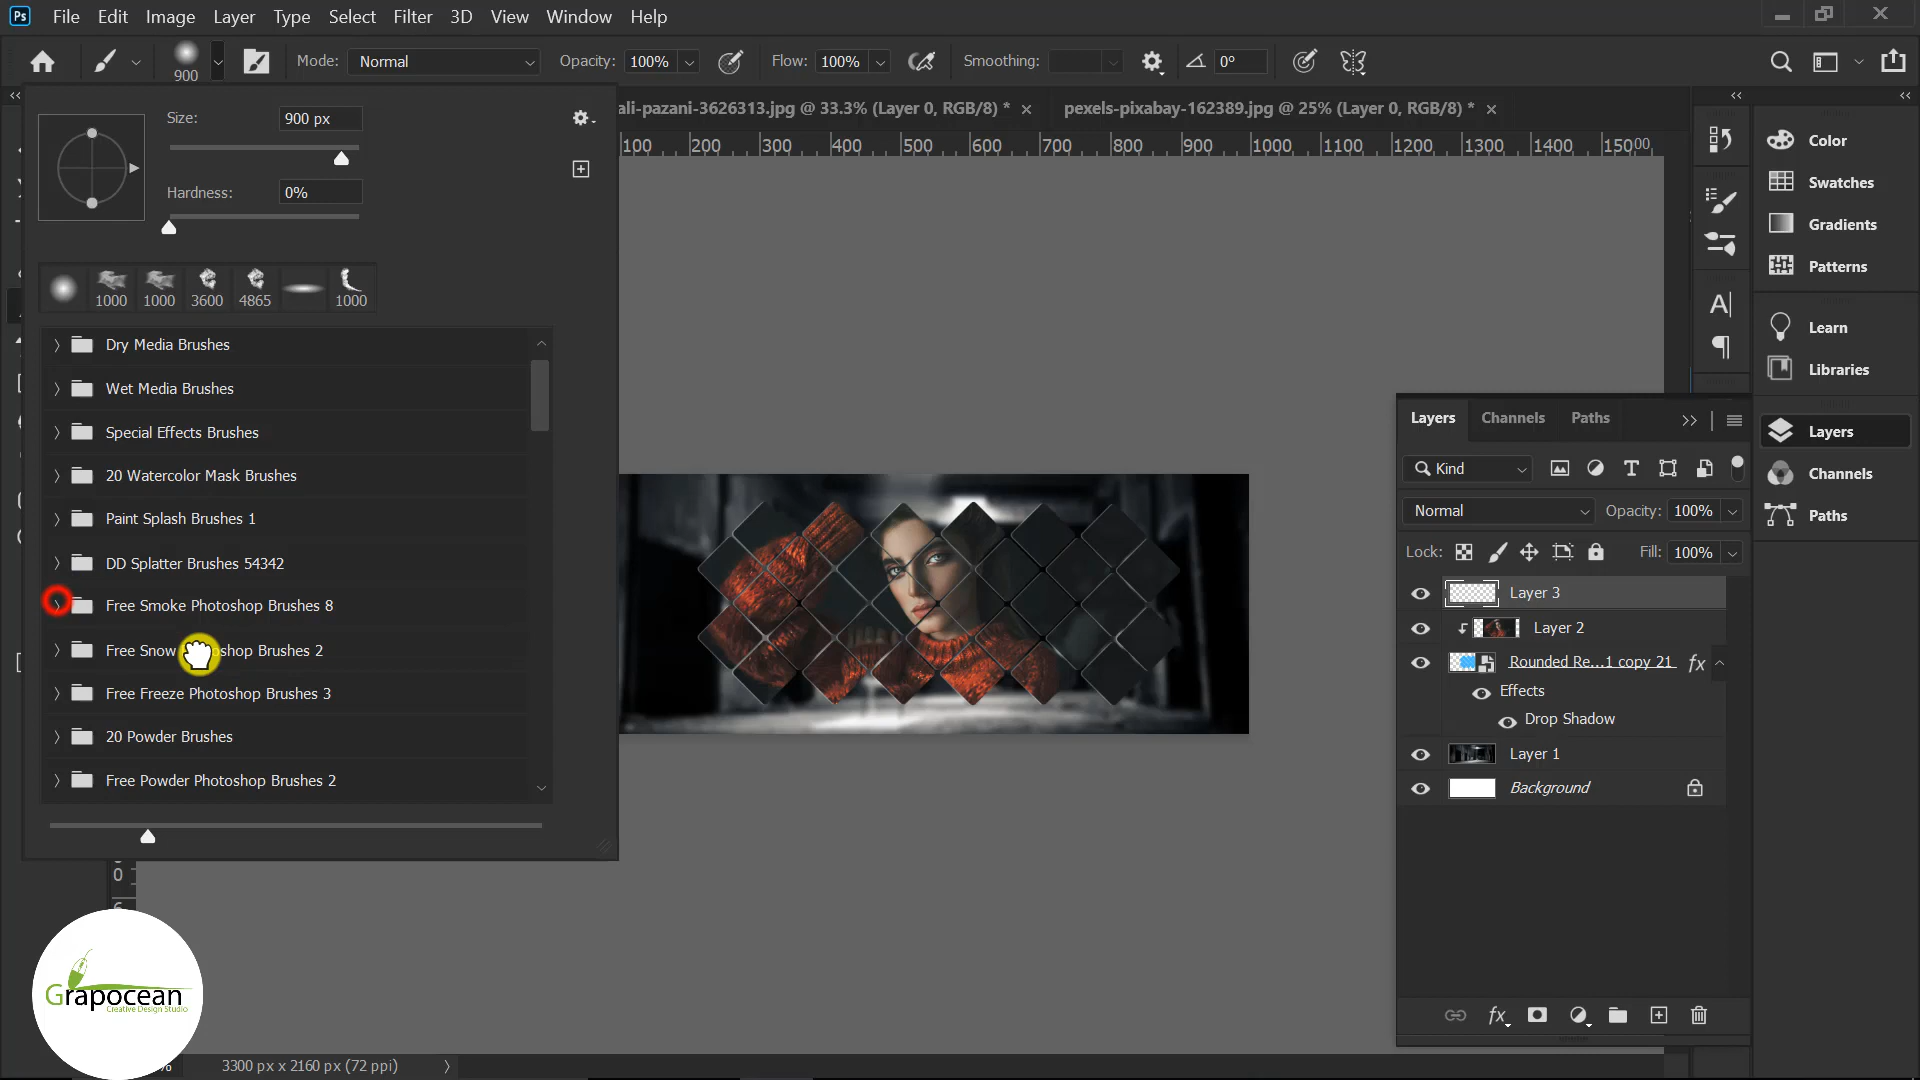 Ps File Edit Image Layer Type Select Filter 3D View Window Help
900 Mode: Normal Opacity: 100% Flow: 100% Smoothing: 0°
ali-pazani-3626313.jpg @ 33.3% (Layer 0, RGB/8) * pexels-pixabay-162389.jpg @ 25% (Layer 0, RGB/8) *
100 200 300 400 500 600 700 800 900 1000 1100 1200 1300 1400 1500
Size: 900 px
Hardness: 0%
1000 1000 3600 4865 1000
Dry Media Brushes
Wet Media Brushes
Special Effects Brushes
20 Watercolor Mask Brushes
Paint Splash Brushes 1
DD Splatter Brushes 54342
Free Smoke Photoshop Brushes 8
Free Snow shop Brushes 2
Free Freeze Photoshop Brushes 3
20 Powder Brushes
Free Powder Photoshop Brushes 2
0
3300 px x 2160 px (72 ppi)
Grapocean
Creative Design Studio
Color
Swatches
Gradients
Patterns
Learn
Libraries
Layers
Channels
Paths
Layers Channels Paths
Kind
Normal Opacity: 100%
Lock: Fill: 100%
Layer 3
Layer 2
Rounded Re...1 copy 21 fx
Effects
Drop Shadow
Layer 1
Background
fx